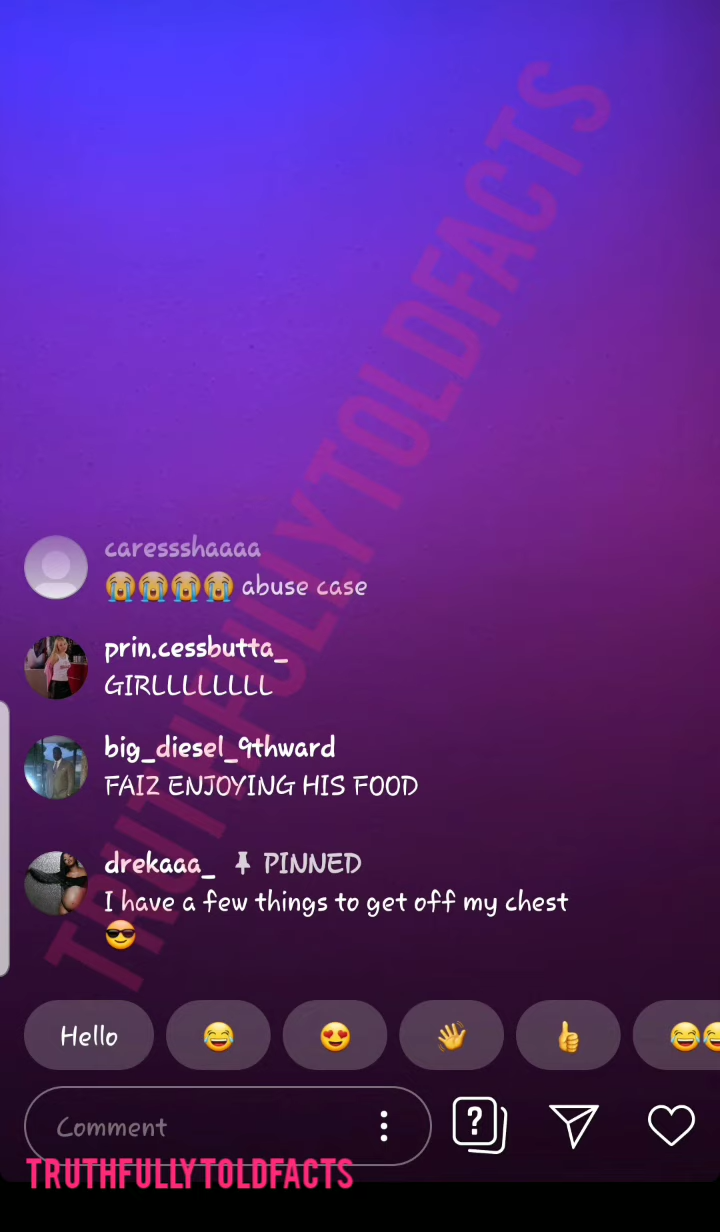 TRUTHFULLYTOLDFACTS
caressshaaaa
😭😭😭😭 abuse case
prin.cessbutta_
GIRLLLLLLLL
big_diesel_9thward
FAIZ ENJOYING HIS FOOD
drekaaa_ 📌 PINNED
I have a few things to get off my chest
😎
Hello 😂 😍 👋 👍 😂😂
Comment
TRUTHFULLYTOLDFACTS